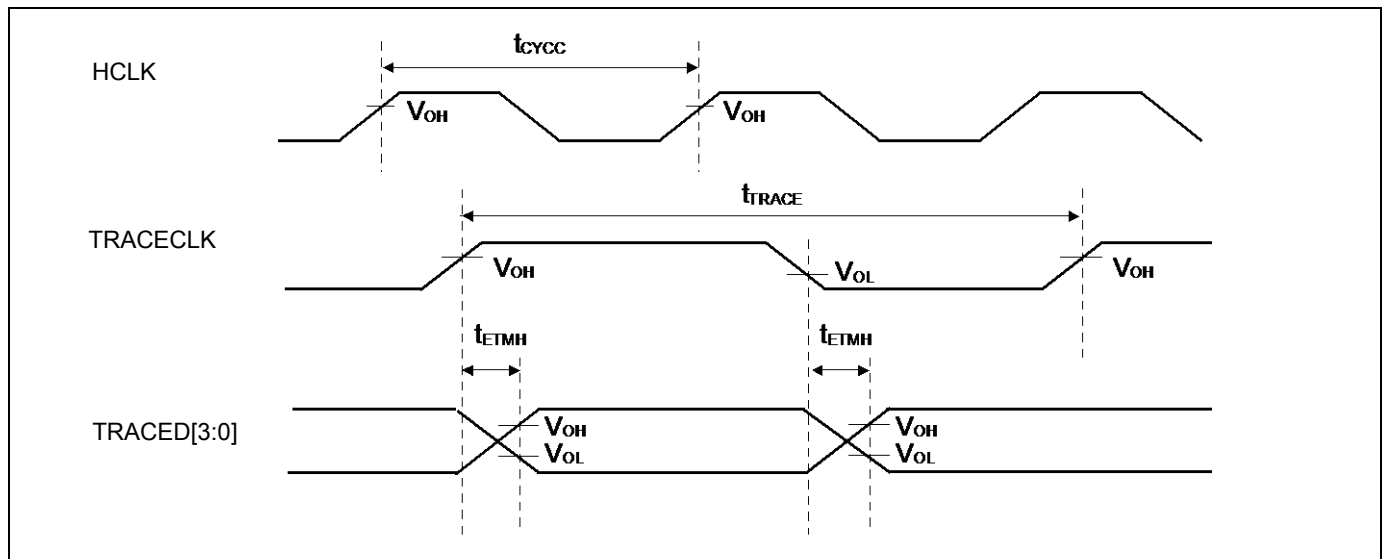 tCYCC
HCLK
VOH
VOH
tTRACE
TRACECLK
VOH
VOL
VOH
tETMH
tETMH
TRACED[3:0]
VOH
VOH
VOL
VOL